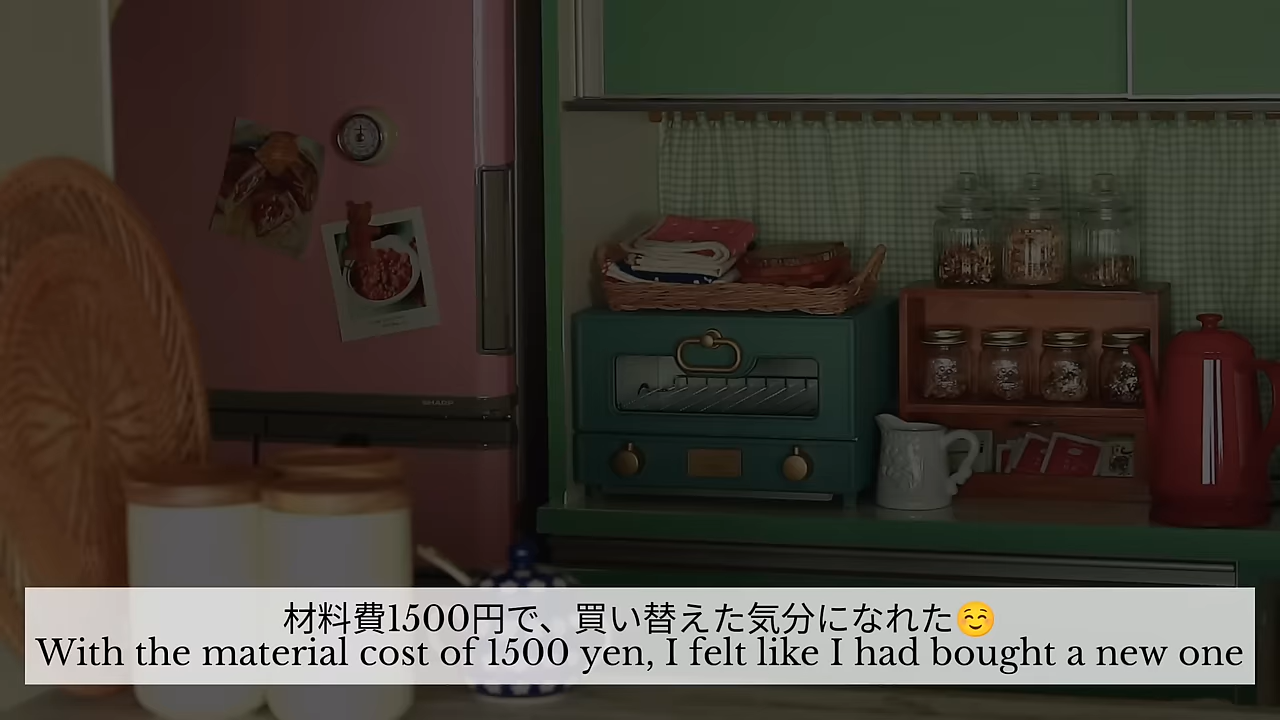 材料費1500円で、買い替えた気分になれた☺️
With the material cost of 1500 yen, I felt like I had bought a new one